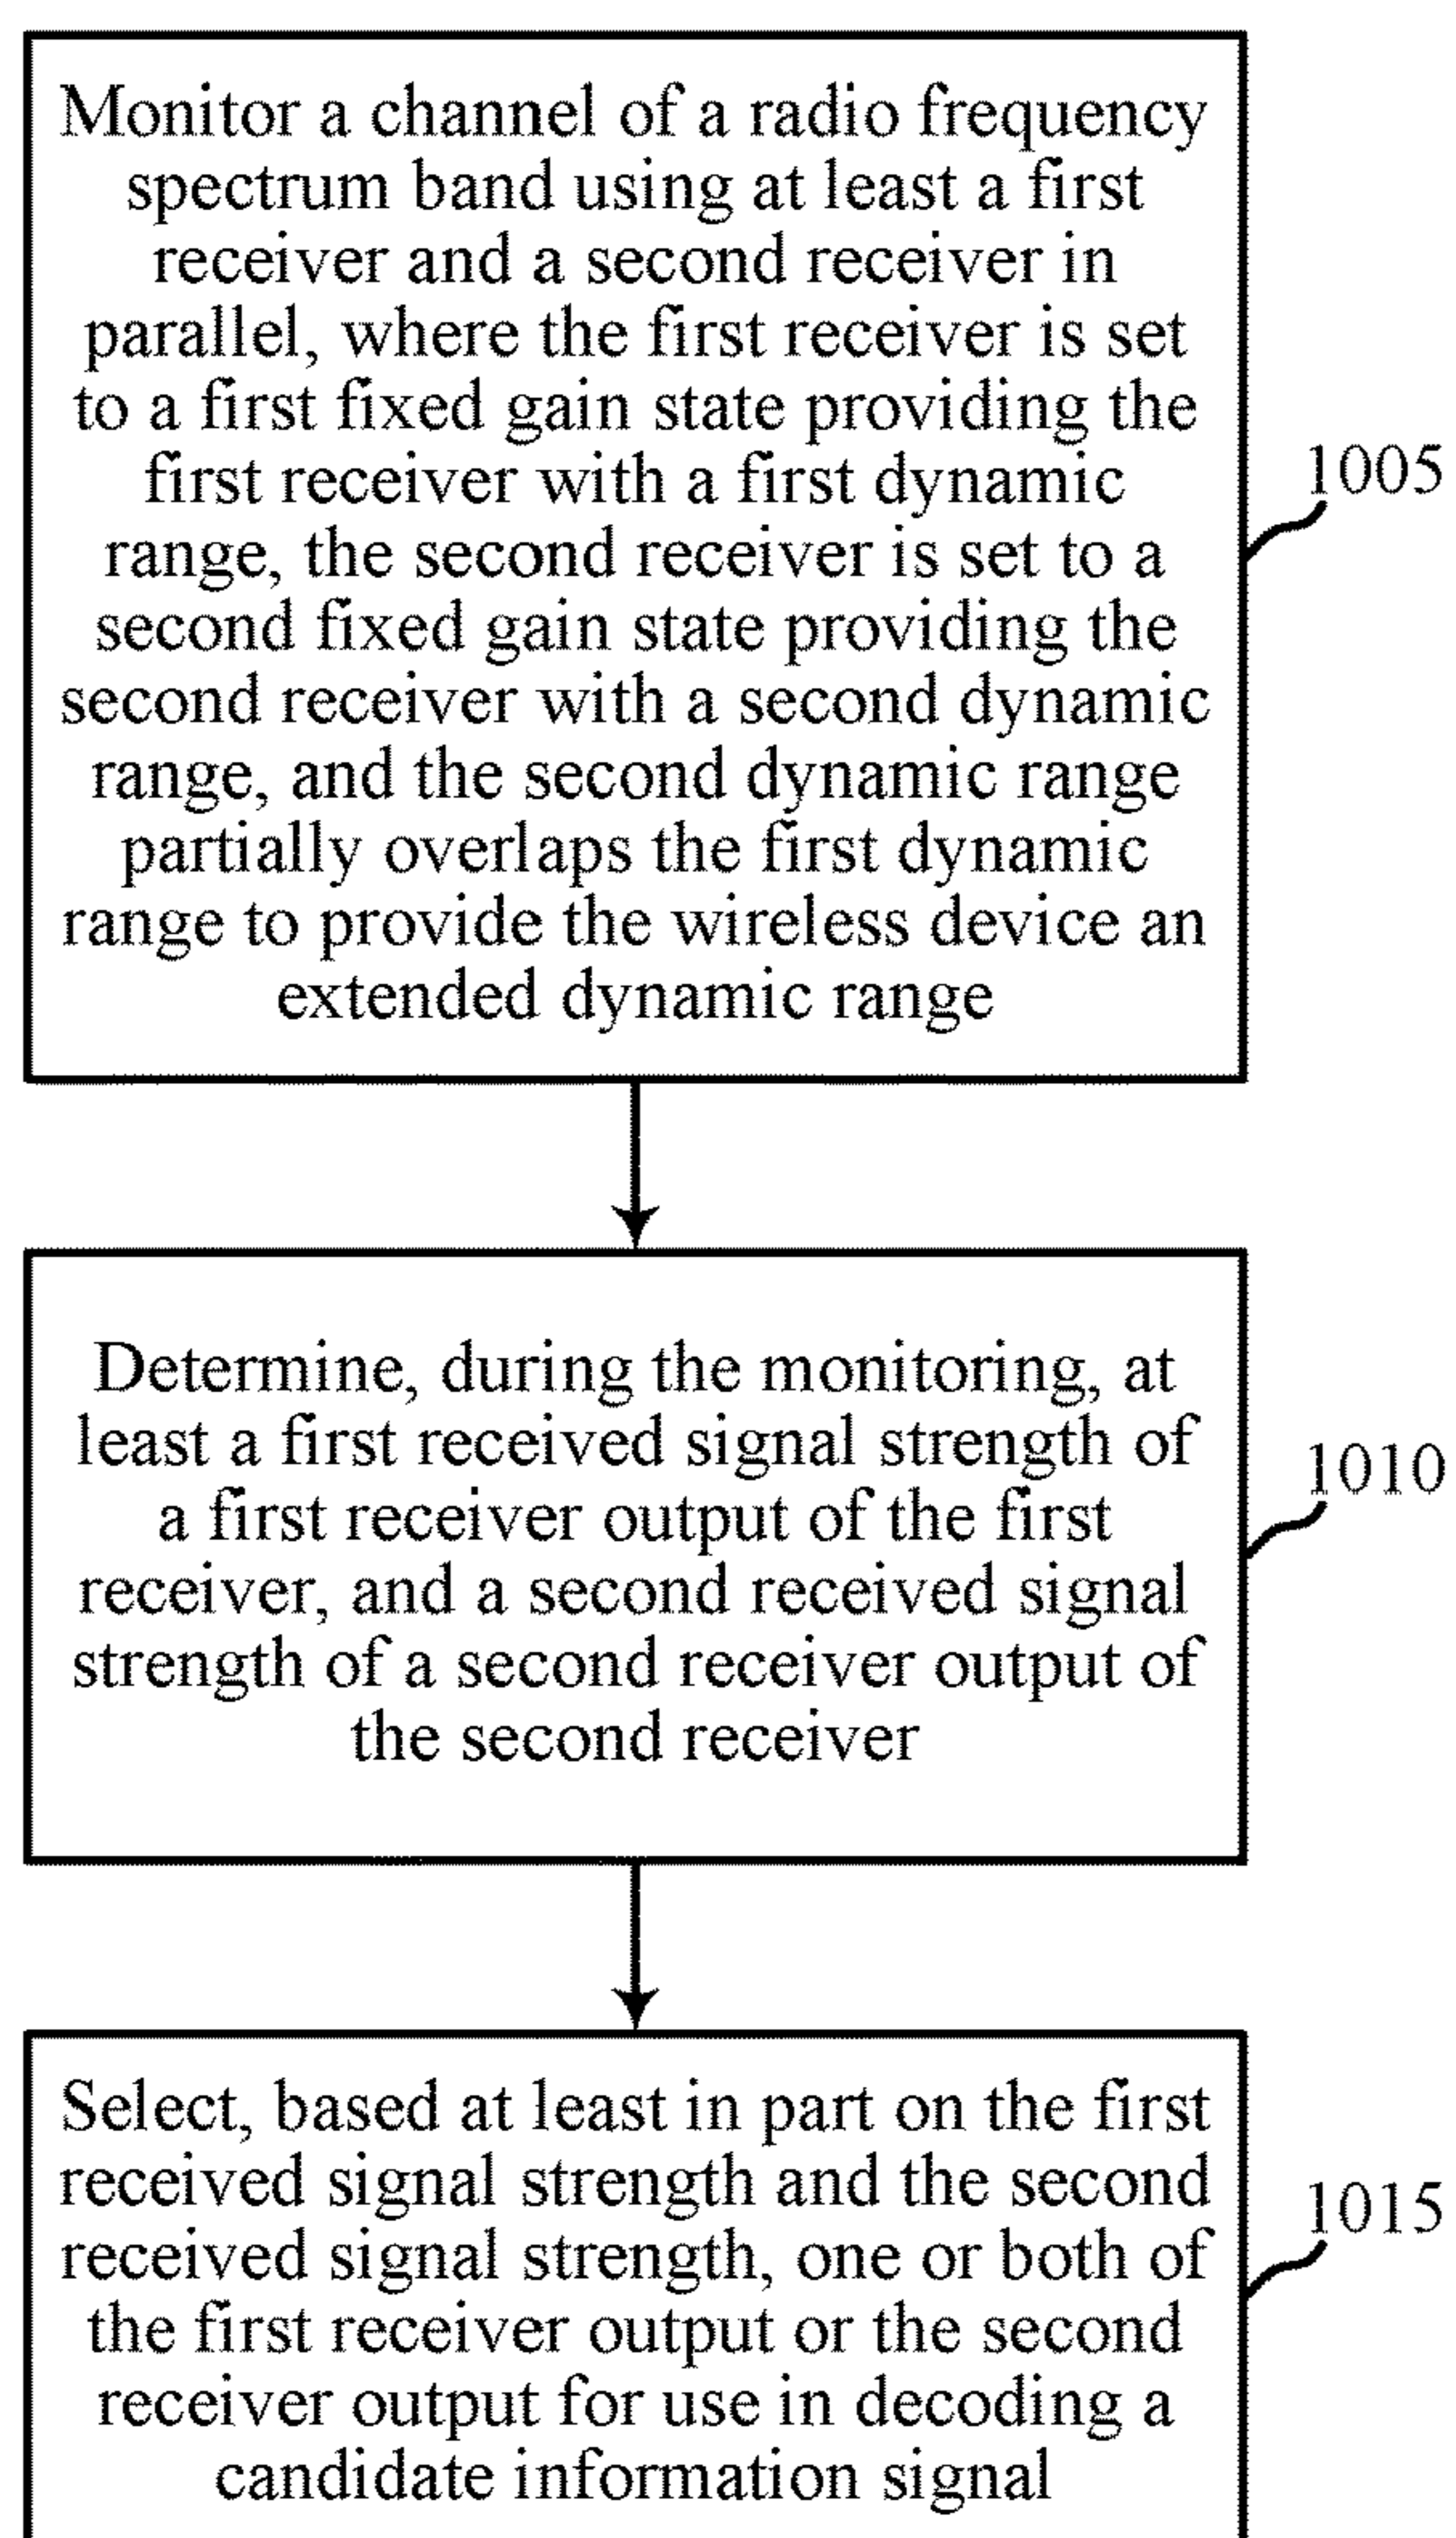 Monitor a channel of a radio frequency
spectrum band using at least a first
receiver and a second receiver in
parallel, where the first receiver is set
to a first fixed gain state providing the
first receiver with a first dynamic
range, the second receiver is set to a
second fixed gain state providing the
second receiver with a second dynamic
range, and the second dynamic range
partially overlaps the first dynamic
range to provide the wireless device an
extended dynamic range
1005
Determine, during the monitoring, at
least a first received signal strength of
a first receiver output of the first
receiver, and a second received signal
strength of a second receiver output of
the second receiver
1010
Select, based at least in part on the first
received signal strength and the second
received signal strength, one or both of
the first receiver output or the second
receiver output for use in decoding a
candidate information signal
1015